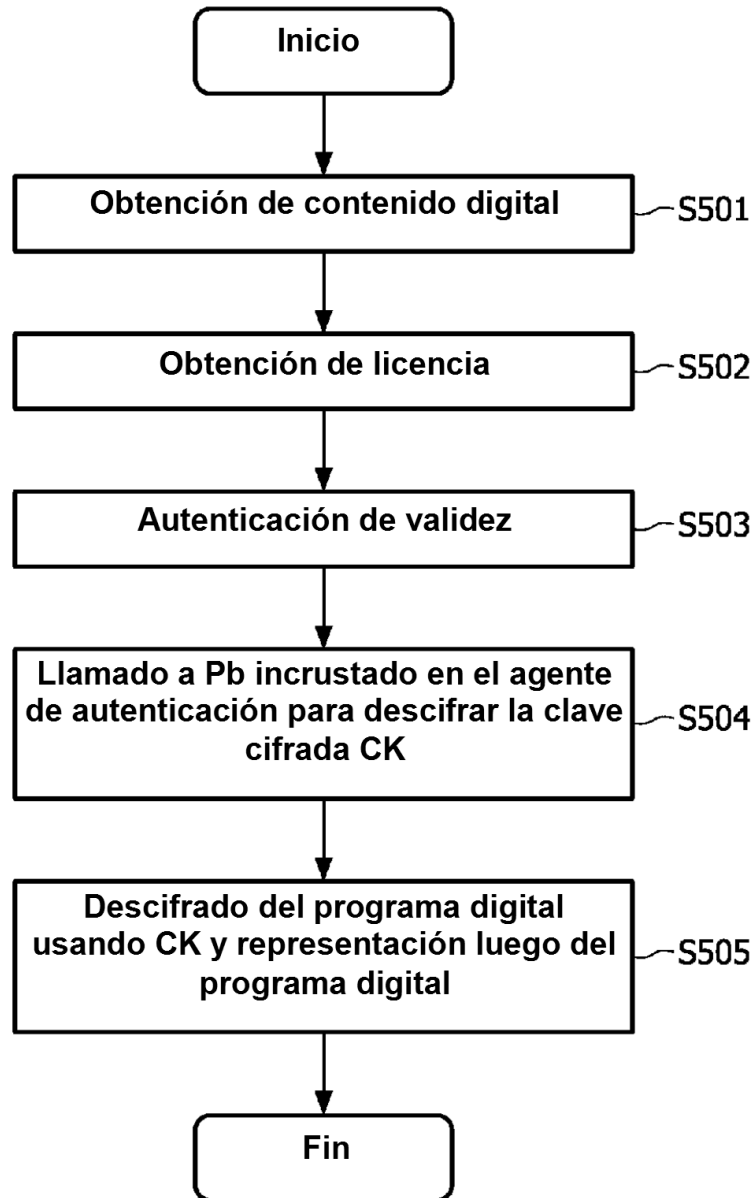 Inicio
Obtención de contenido digital
S501
Obtención de licencia
S502
Autenticación de validez
S503
Llamado a Pb incrustado en el agente
de autenticación para descifrar la clave
cifrada CK
S504
Descifrado del programa digital
usando CK y representación luego del
programa digital
S505
Fin